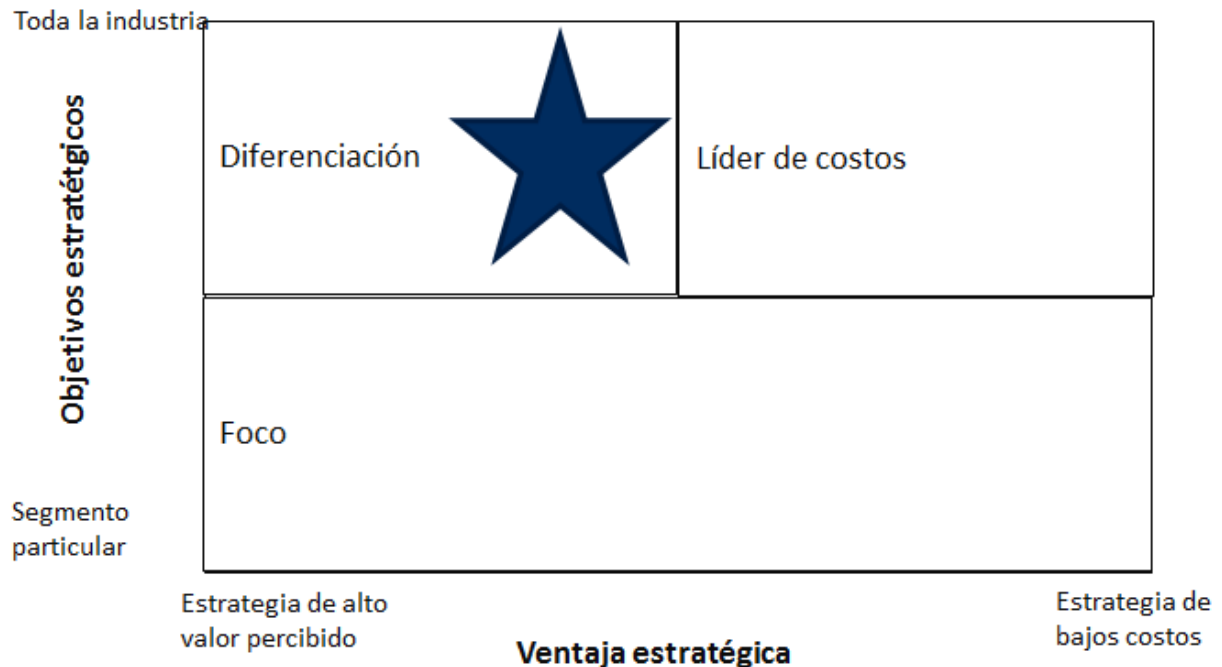 Toda la industria
Objetivos estratétgicos
Diferenciación
Líder de costos
Foco
Segmento
particular
Estrategia de alto
valor percibido
Estrategia de
bajos costos
Ventaja estratégica